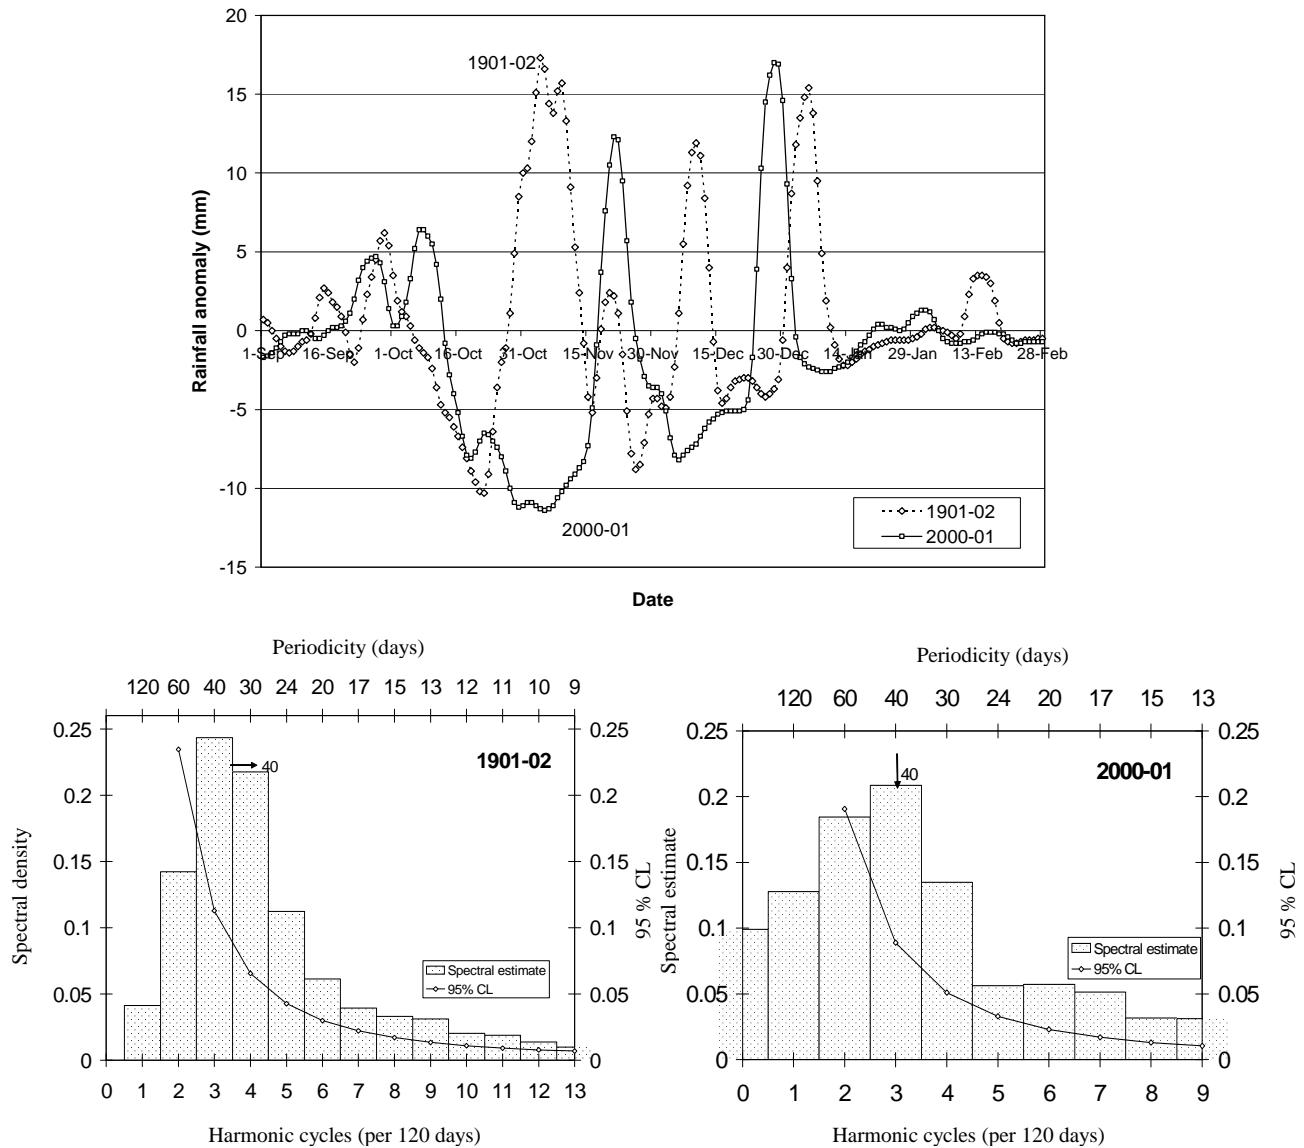 20
15
10
5
0
-5
-10
-15
Rainfall anomaly (mm)
1901-02
2000-01
1-Sep 16-Sep 1-Oct 16-Oct 31-Oct 15-Nov 30-Nov 15-Dec 30-Dec 14-Jan 29-Jan 13-Feb 28-Feb
1901-02
2000-01
Date
Periodicity (days)
120 60 40 30 24 20 17 15 13 12 11 10 9
0.25
0.2
0.15
0.1
0.05
0
Spectral density
1901-02
40
Spectral estimate
95% CL
0.25
0.2
0.15
0.1
0.05
0
95 % CL
0 1 2 3 4 5 6 7 8 9 10 11 12 13
Harmonic cycles (per 120 days)
Periodicity (days)
120 60 40 30 24 20 17 15 13
0.25
0.2
0.15
0.1
0.05
0
Spectral estimate
2000-01
40
Spectral estimate
95% CL
0.25
0.2
0.15
0.1
0.05
0
95 % CL
0 1 2 3 4 5 6 7 8 9
Harmonic cycles (per 120 days)